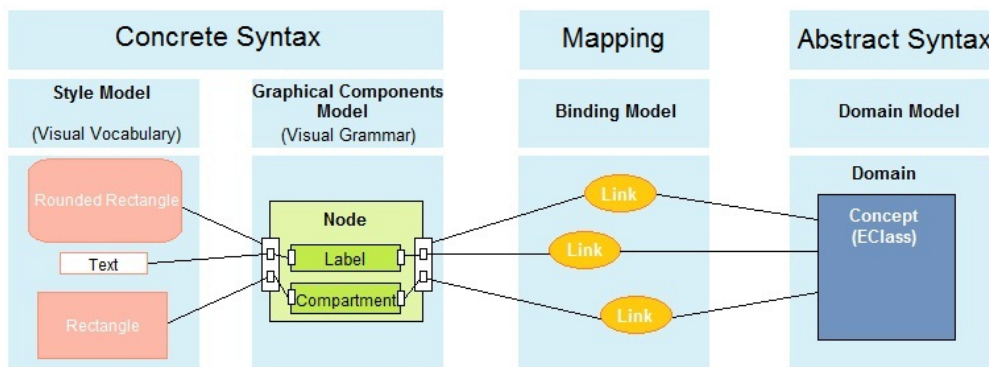 Concrete Syntax
Mapping
Abstract Syntax
Style Model
(Visual Vocabulary)
Graphical Components
Model
(Visual Grammar)
Binding Model
Domain Model
Rounded Rectangle
Text
Rectangle
Node
Label
Compartment
Link
Link
Link
Domain
Concept
(EClass)